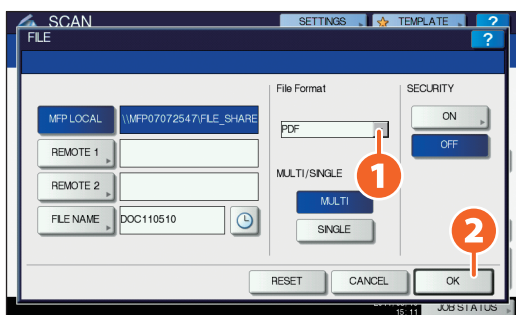 SCAN
SETTINGS
TEMPLATE
?
FILE
?
File Format
SECURITY
MFP LOCAL
\\MFP07072547\FILE_SHARE
PDF
ON
OFF
REMOTE 1
1
MULTI/SINGLE
REMOTE 2
MULTI
FILE NAME
DOC110510
SINGLE
2
RESET
CANCEL
OK
15:11
JOB STATUS